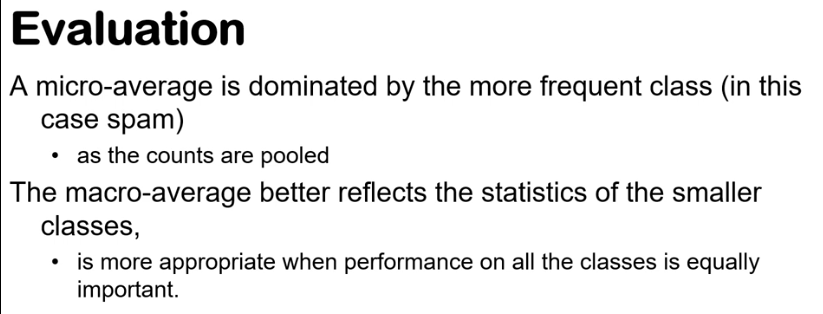 Evaluation
A micro-average is dominated by the more frequent class (in this
case spam)
• as the counts are pooled
The macro-average better reflects the statistics of the smaller
classes,
• is more appropriate when performance on all the classes is equally
important.